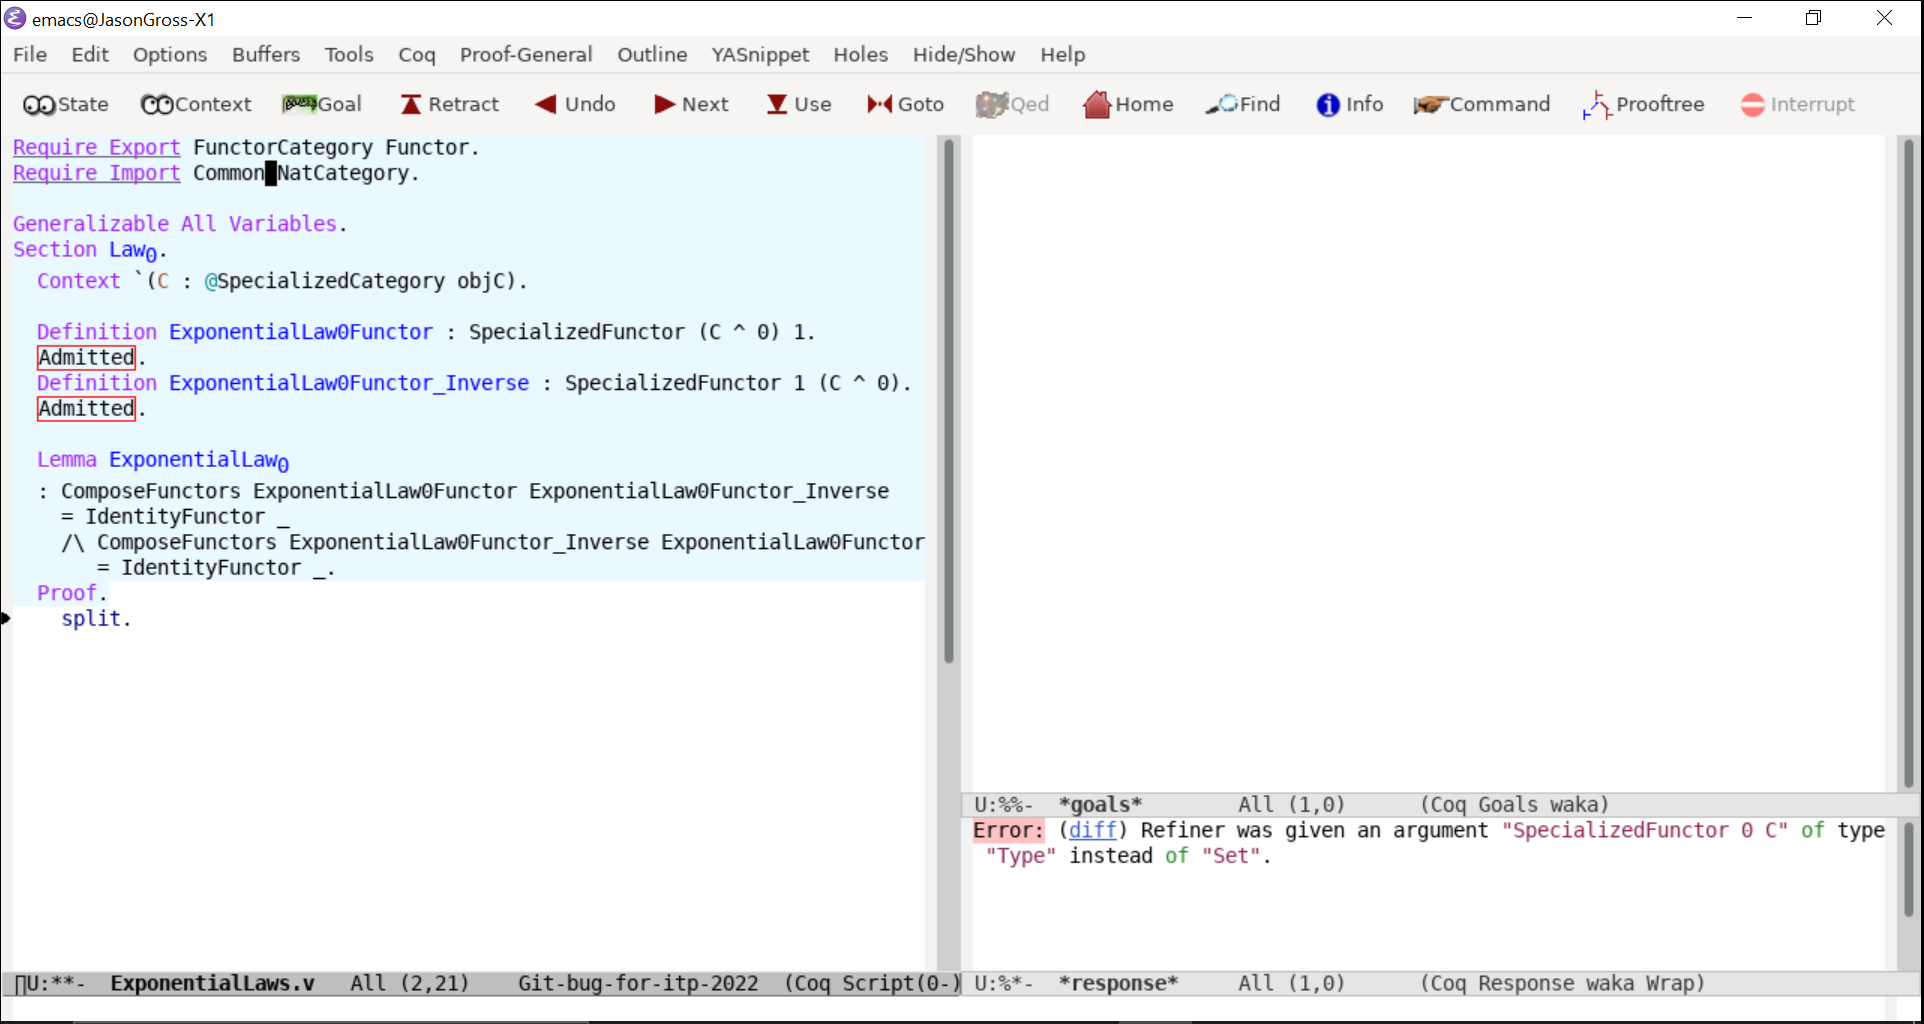 emacs@JasonGross-X1
File Edit Options Buffers Tools Coq Proof-General Outline YASnippet Holes Hide/Show Help
State Context Goal Retract Undo Next Use Goto Qed Home Find Info Command Prooftree Interrupt
Require Export FunctorCategory Functor.
Require Import Common NatCategory.
Generalizable All Variables.
Section Law0.
Context `(C : @SpecializedCategory objC).
Definition ExponentialLaw0Functor : SpecializedFunctor (C ^ 0) 1.
Admitted.
Definition ExponentialLaw0Functor_Inverse : SpecializedFunctor 1 (C ^ 0).
Admitted.
Lemma ExponentialLaw0
: ComposeFunctors ExponentialLaw0Functor ExponentialLaw0Functor_Inverse
= IdentityFunctor _
/\ ComposeFunctors ExponentialLaw0Functor_Inverse ExponentialLaw0Functor
= IdentityFunctor _.
Proof.
split.
U:**- ExponentialLaws.v All (2,21) Git-bug-for-itp-2022 (Coq Script(0-)
U:%%- *goals* All (1,0) (Coq Goals waka)
Error: (diff) Refiner was given an argument "SpecializedFunctor 0 C" of type
"Type" instead of "Set".
U:%*- *response* All (1,0) (Coq Response waka Wrap)